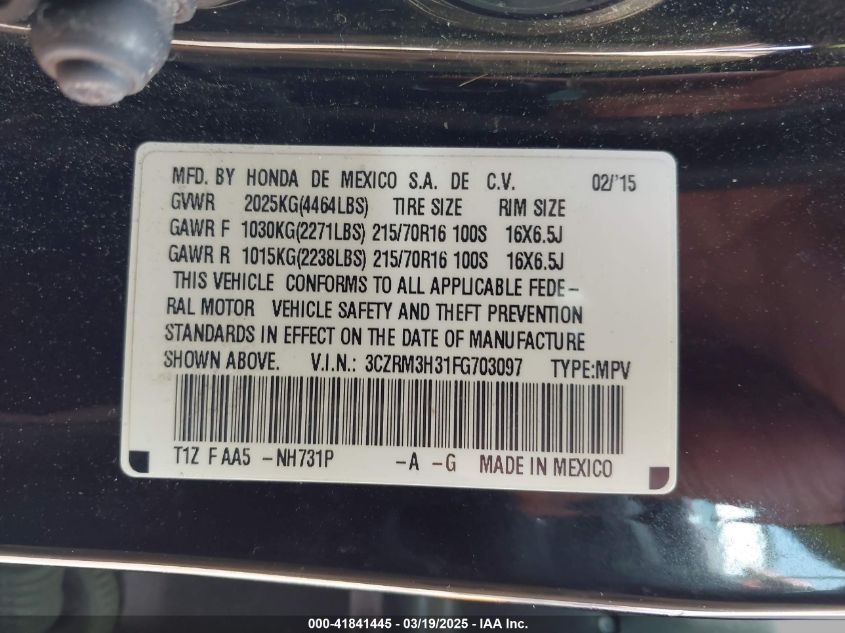 MFD. BY HONDA DE MEXICO S.A. DE C.V. 02/'15
GVWR 2025KG(4464LBS) TIRE SIZE RIM SIZE
GAWR F 1030KG(2271LBS) 215/70R16 100S 16X6.5J
GAWR R 1015KG(2238LBS) 215/70R16 100S 16X6.5J
THIS VEHICLE CONFORMS TO ALL APPLICABLE FEDE-
RAL MOTOR VEHICLE SAFETY AND THEFT PREVENTION
STANDARDS IN EFFECT ON THE DATE OF MANUFACTURE
SHOWN ABOVE. V.I.N.: 3CZRM3H31FG703097 TYPE:MPV
T1Z F AA5 -NH731P -A -G MADE IN MEXICO
000-41841445 - 03/19/2025 - IAA Inc.